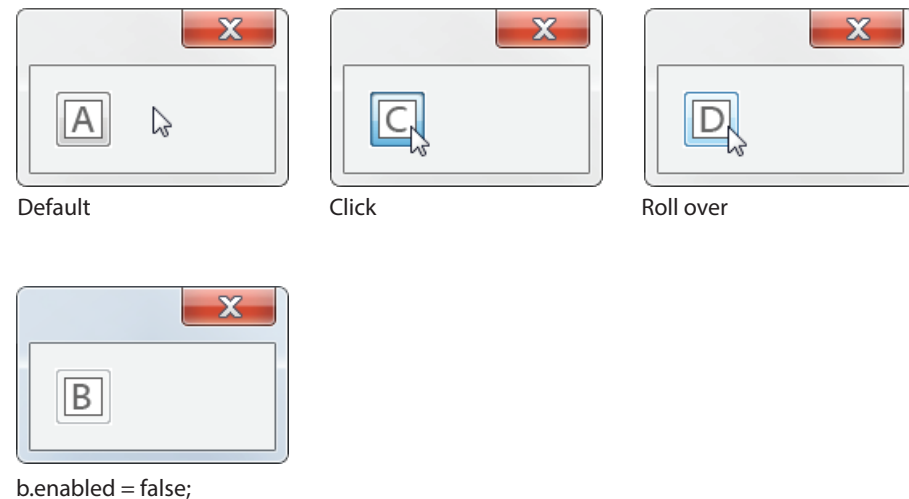 A
Default
C
Click
D
Roll over
B
b.enabled = false;